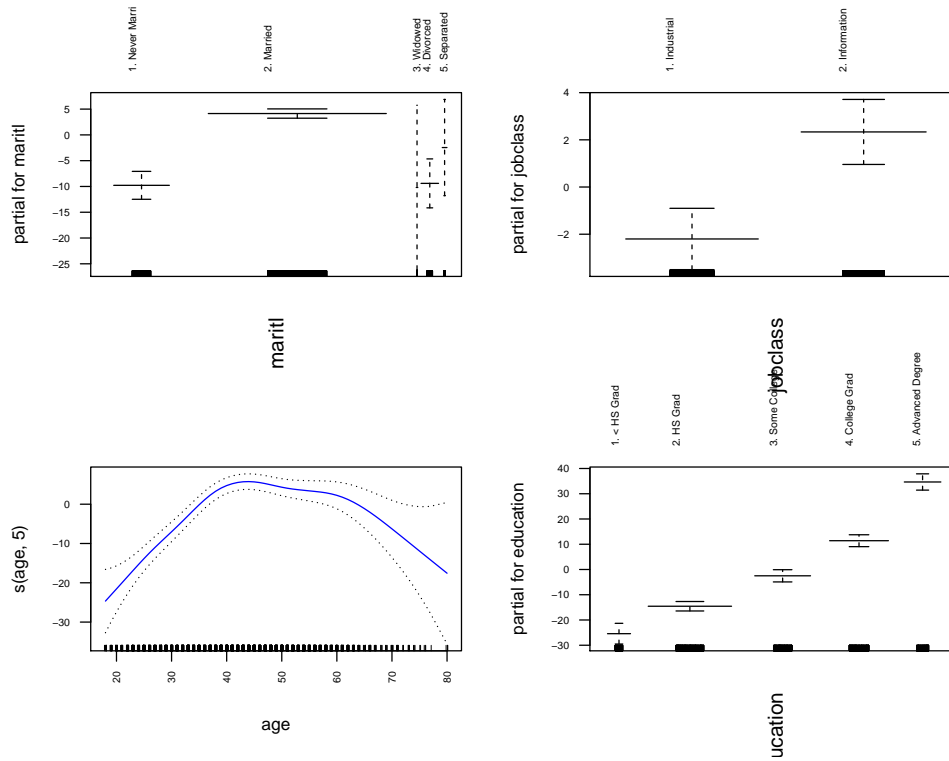 1. Never Marri
2. Married
3. Widowed
4. Divorced
5. Separated
partial for maritl
5
0
−5
−10
−15
−20
−25
maritl
1. Industrial
2. Information
partial for jobclass
4
2
0
−2
jobclass
s(age, 5)
0
−10
−20
−30
20
30
40
50
60
70
80
age
1. < HS Grad
2. HS Grad
3. Some College
4. College Grad
5. Advanced Degree
partial for education
40
30
20
10
0
−10
−20
−30
ucation